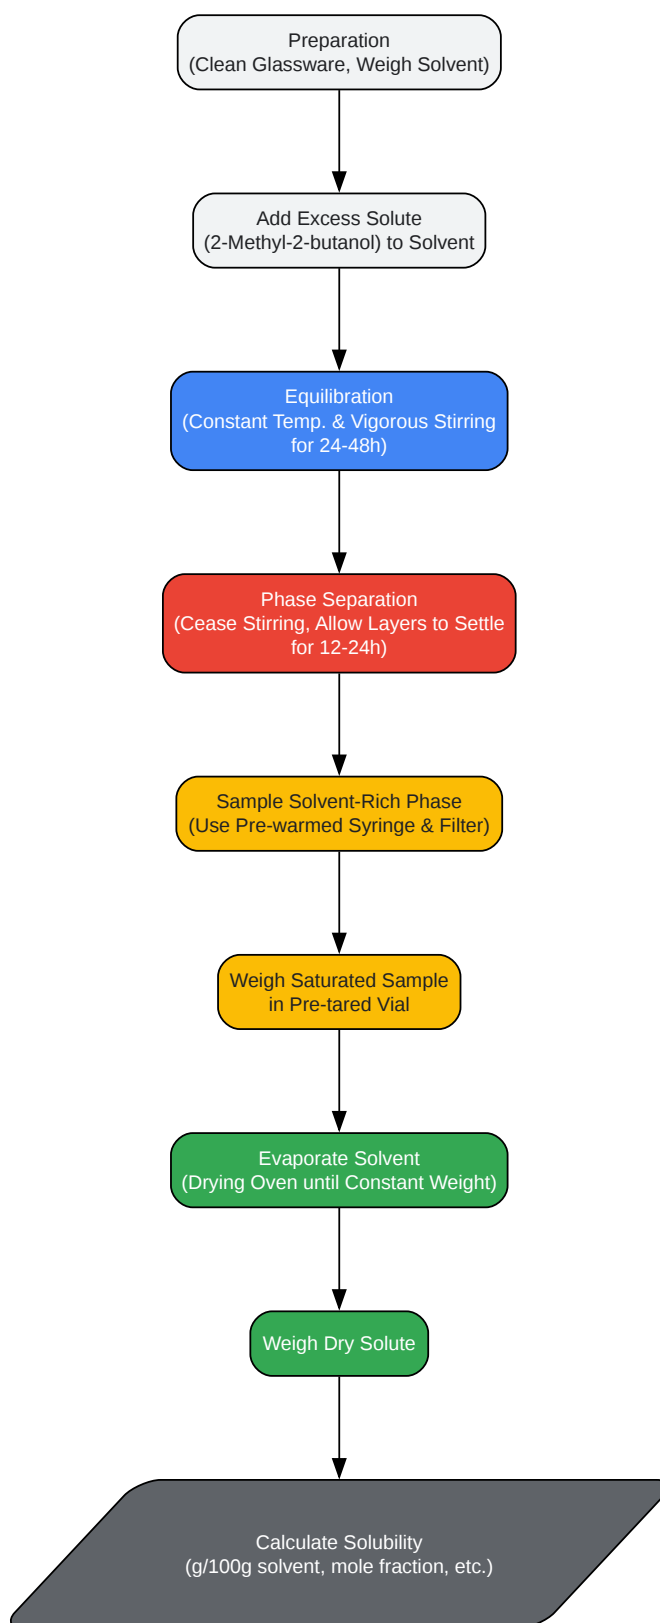 Preparation
(Clean Glassware, Weigh Solvent)
Add Excess Solute
(2-Methyl-2-butanol) to Solvent
Equilibration
(Constant Temp. & Vigorous Stirring
for 24-48h)
Phase Separation
(Cease Stirring, Allow Layers to Settle
for 12-24h)
Sample Solvent-Rich Phase
(Use Pre-warmed Syringe & Filter)
Weigh Saturated Sample
in Pre-tared Vial
Evaporate Solvent
(Drying Oven until Constant Weight)
Weigh Dry Solute
Calculate Solubility
(g/100g solvent, mole fraction, etc.)